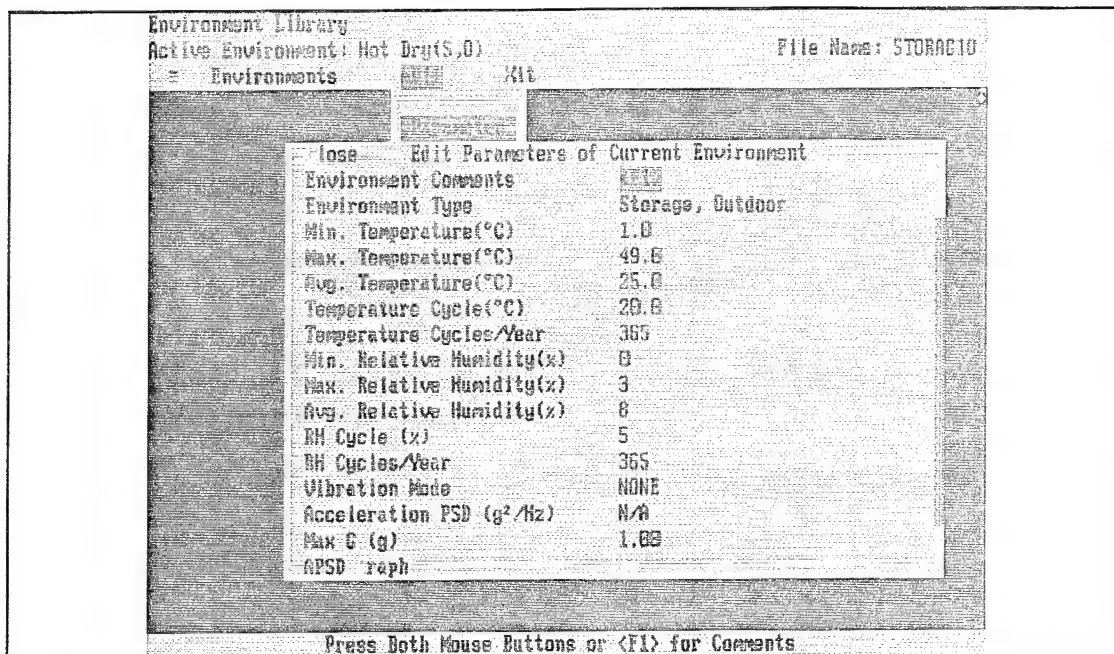 Environment Library
Active Environment: Hot Dry(S,O) File Name: STORAG10
≡ Environments Edit Xit
Parameters
lose Edit Parameters of Current Environment
Environment Comments Edit
Environment Type Storage, Outdoor
Min. Temperature(°C) 1.0
Max. Temperature(°C) 49.0
Avg. Temperature(°C) 25.0
Temperature Cycle(°C) 20.0
Temperature Cycles/Year 365
Min. Relative Humidity(%) 0
Max. Relative Humidity(%) 3
Avg. Relative Humidity(%) 8
RH Cycle (%) 5
RH Cycles/Year 365
Vibration Mode NONE
Acceleration PSD (g²/Hz) N/A
Max G (g) 1.00
APSD raph
Press Both Mouse Buttons or <F1> for Comments